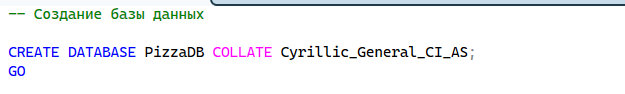 -- Создание базы данных
CREATE DATABASE PizzaDB COLLATE Cyrillic_General_CI_AS;
GO